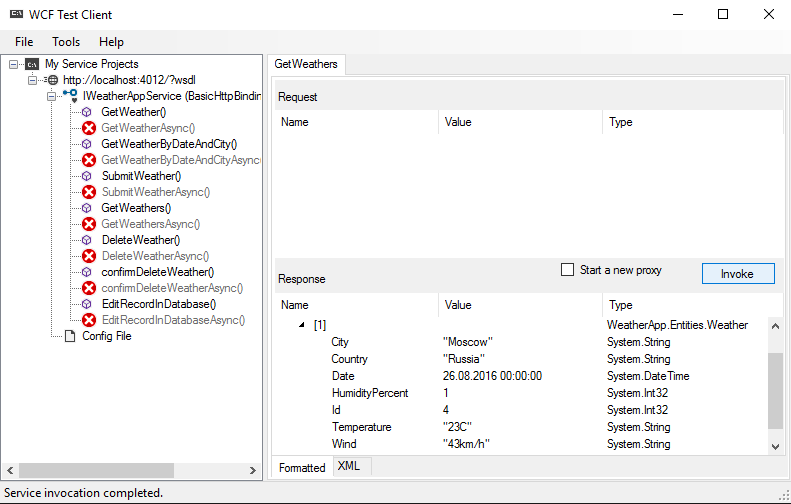 WCF Test Client
File Tools Help
My Service Projects
http://localhost:4012/?wsdl
IWeatherAppService (BasicHttpBinding
GetWeather()
GetWeatherAsync()
GetWeatherByDateAndCity()
GetWeatherByDateAndCityAsync(
SubmitWeather()
SubmitWeatherAsync()
GetWeathers()
GetWeathersAsync()
DeleteWeather()
DeleteWeatherAsync()
confirmDeleteWeather()
confirmDeleteWeatherAsync()
EditRecordInDatabase()
EditRecordInDatabaseAsync()
Config File
GetWeathers
Request
Name Value Type
Response
Start a new proxy
Invoke
Name Value Type
[1] WeatherApp.Entities.Weather
City "Moscow" System.String
Country "Russia" System.String
Date 26.08.2016 00:00:00 System.DateTime
HumidityPercent 1 System.Int32
Id 4 System.Int32
Temperature "23C" System.String
Wind "43km/h" System.String
Formatted XML
Service invocation completed.